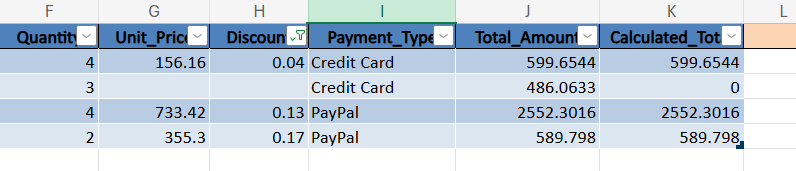 F G H I J K L
Quantity Unit_Price Discoun Payment_Type Total_Amount Calculated_Tot
4 156.16 0.04 Credit Card 599.6544 599.6544
3 Credit Card 486.0633 0
4 733.42 0.13 PayPal 2552.3016 2552.3016
2 355.3 0.17 PayPal 589.798 589.798